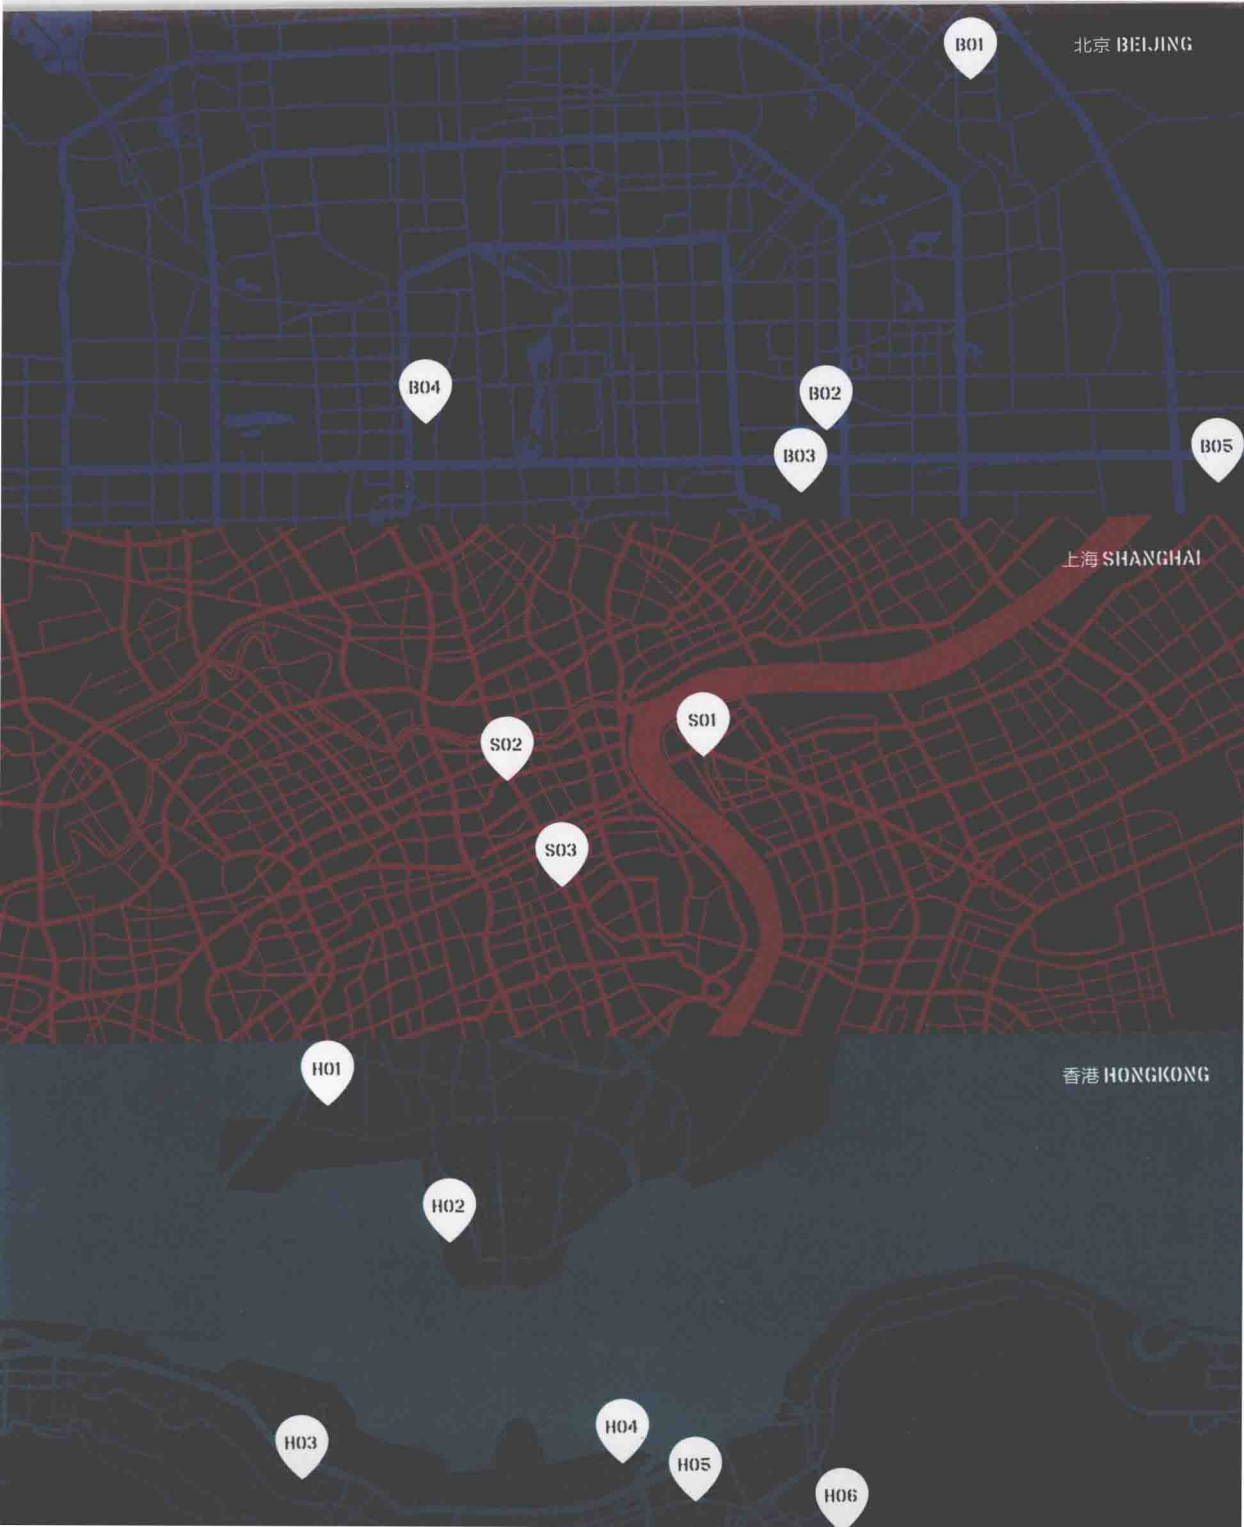 B01
北京 BEIJING
B04
B02
B03
B05
上海 SHANGHAI
S01
S02
S03
H01
香港 HONGKONG
H02
H03
H04
H05
H06